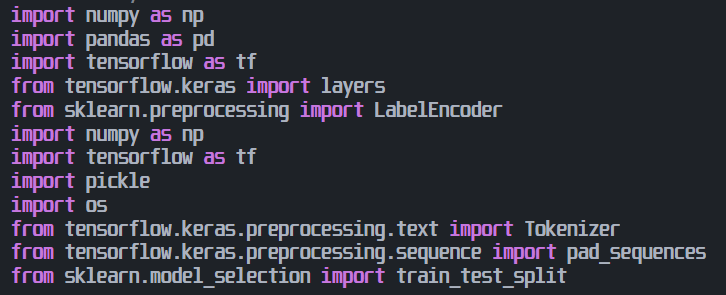 import numpy as np
import pandas as pd
import tensorflow as tf
from tensorflow.keras import layers
from sklearn.preprocessing import LabelEncoder
import numpy as np
import tensorflow as tf
import pickle
import os
from tensorflow.keras.preprocessing.text import Tokenizer
from tensorflow.keras.preprocessing.sequence import pad_sequences
from sklearn.model_selection import train_test_split